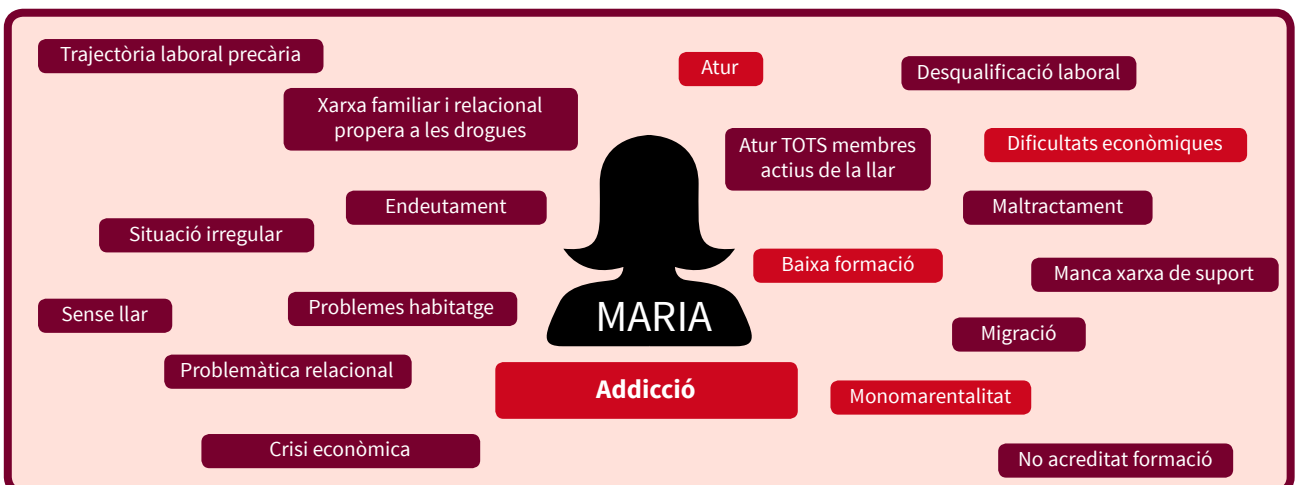 Trajectòria laboral precària
Atur
Desqualificació laboral
Xarxa familiar i relacional
propera a les drogues
Atur TOTS membres
actius de la llar
Dificultats econòmiques
Endeutament
Maltractament
Situació irregular
Baixa formació
Manca xarxa de suport
Sense llar
Problemes habitatge
MARIA
Migració
Problemàtica relacional
Addicció
Monomarentalitat
Crisi econòmica
No acreditat formació